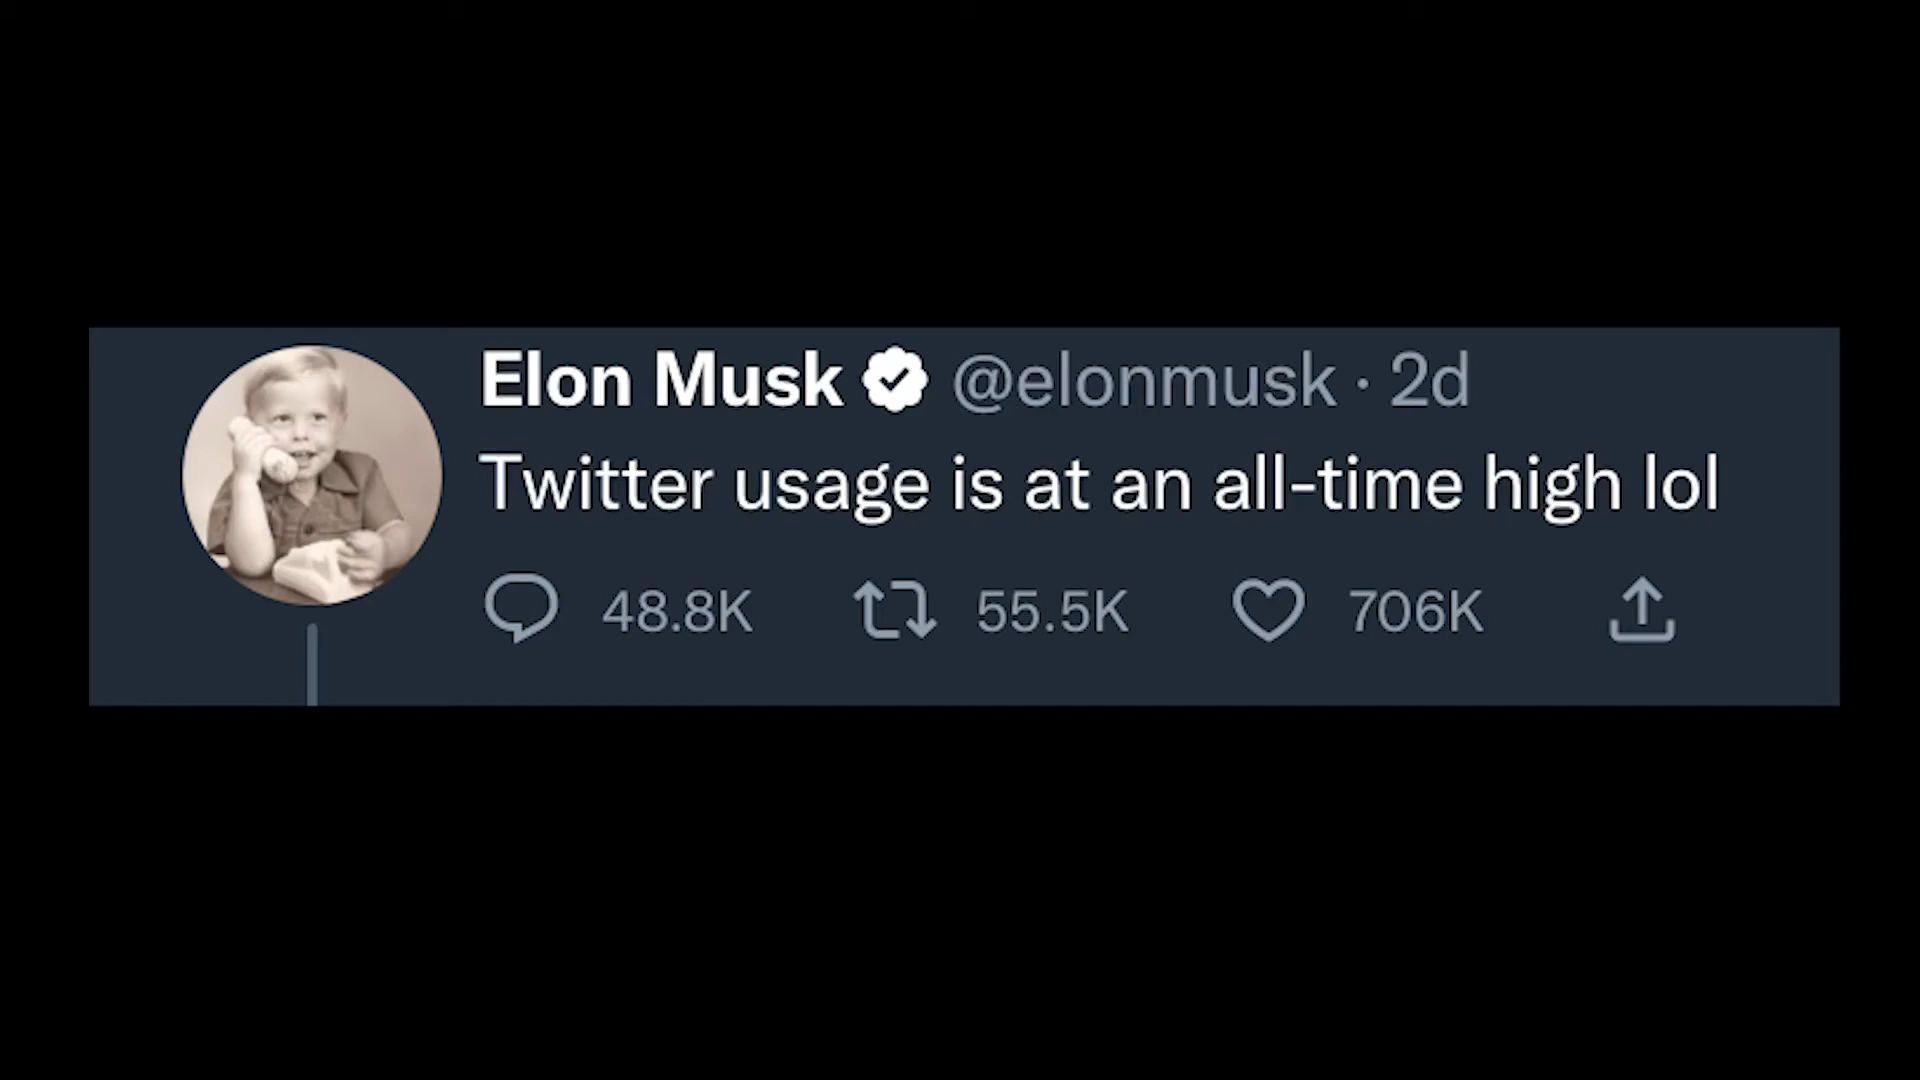 Elon Musk @elonmusk · 2d
Twitter usage is at an all-time high lol
48.8K 55.5K 706K